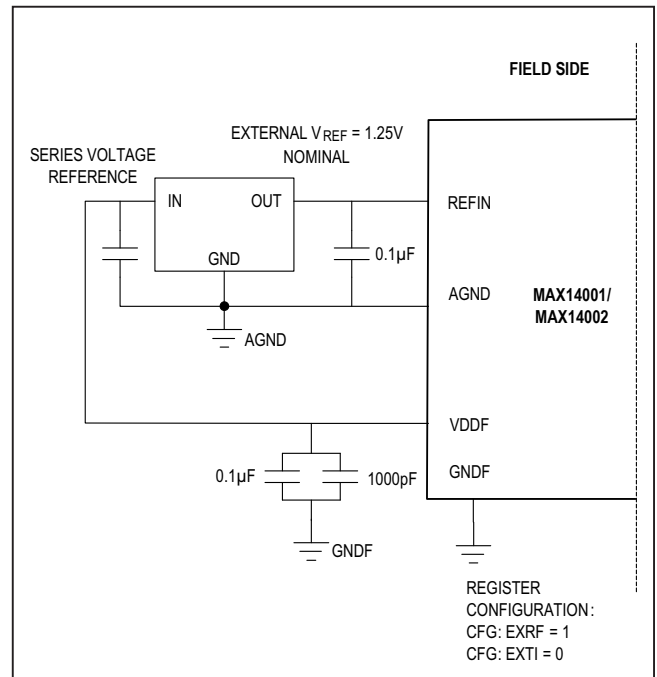 FIELD SIDE
EXTERNAL VREF = 1.25V
NOMINAL
SERIES VOLTAGE
REFERENCE
IN
OUT
GND
REFIN
0.1µF
AGND
MAX14001/
MAX14002
AGND
VDDF
0.1µF
1000pF
GNDF
GNDF
REGISTER
CONFIGURATION:
CFG: EXRF = 1
CFG: EXTI = 0